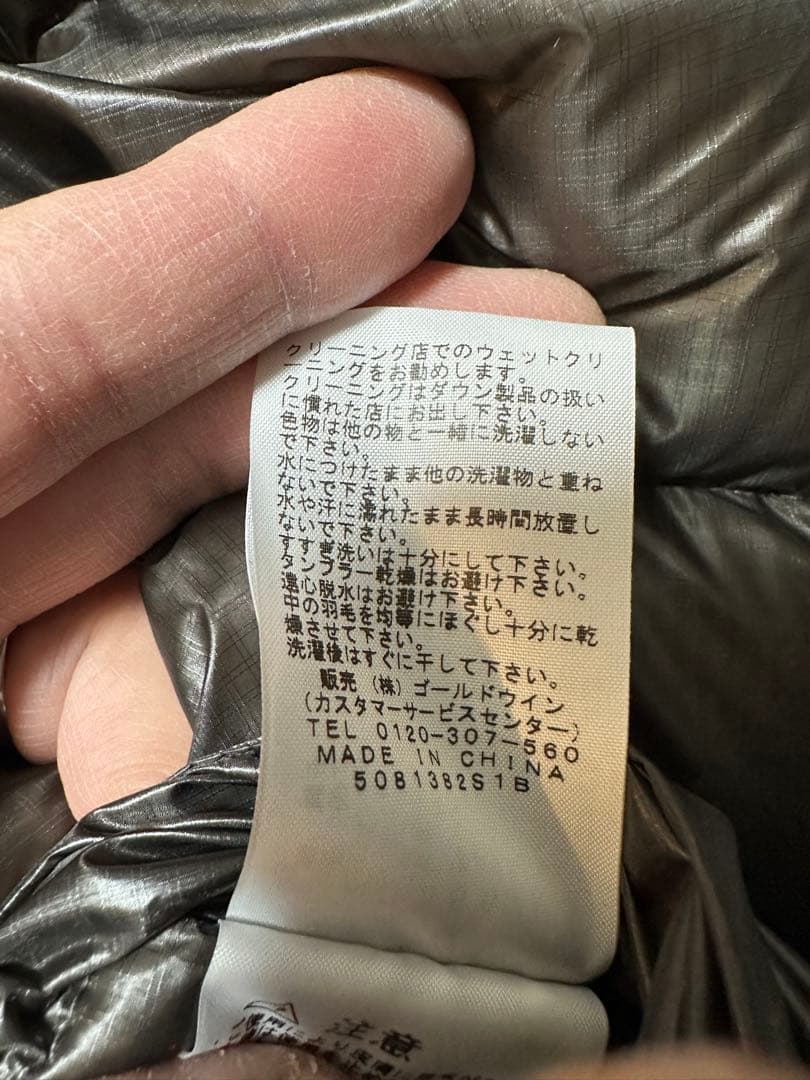 クリーニング店でのウェットクリ
ーニングをお勧めします。
クリーニングはダウン製品の扱い
に慣れた店にお出し下さい。
色物は他の物と一緒に洗濯しない
で下さい。
水につけたまま他の洗濯物と重ね
ないで下さい。
水や汗に濡れたまま長時間放置し
ないで下さい。
すすぎ洗いは十分にして下さい。
タンブラー乾燥はお避け下さい。
遠心脱水はお避け下さい。
中の羽毛を均等にほぐし十分に乾
燥させて下さい。
洗濯後はすぐに干して下さい。
販売 (株) ゴールドウイン
(カスタマーサービスセンター)
TEL 0120-307-560
MADE IN CHINA
5081382S1B
注意